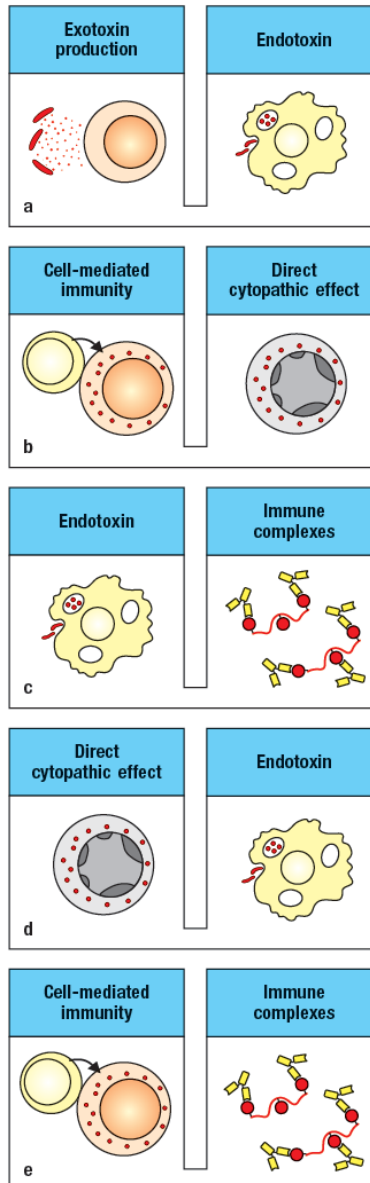 Exotoxin
production
Endotoxin
a
Cell-mediated
immunity
Direct
cytopathic effect
b
Endotoxin
Immune
complexes
c
Direct
cytopathic effect
Endotoxin
d
Cell-mediated
immunity
Immune
complexes
e